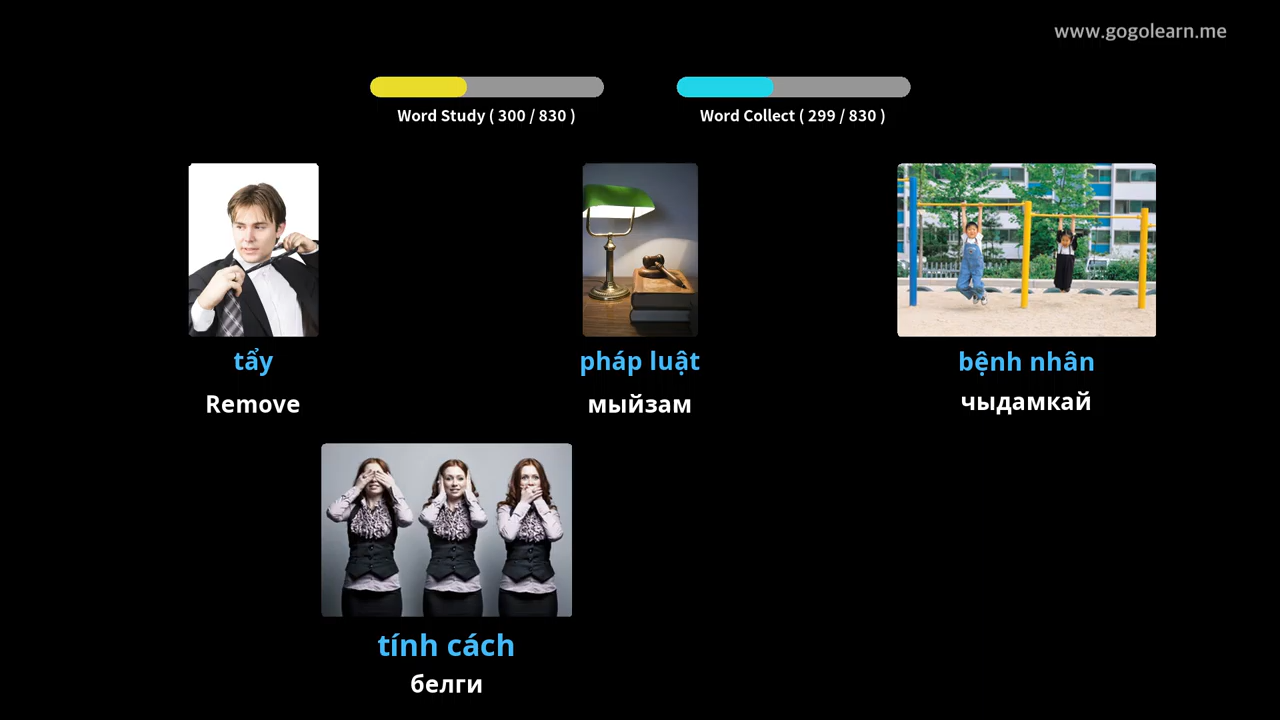 www.gogolearn.me
Word Study ( 300 / 830 )
Word Collect ( 299 / 830 )
tẩy
Remove
pháp luật
мыйзам
bệnh nhân
чыдамкай
tính cách
белги